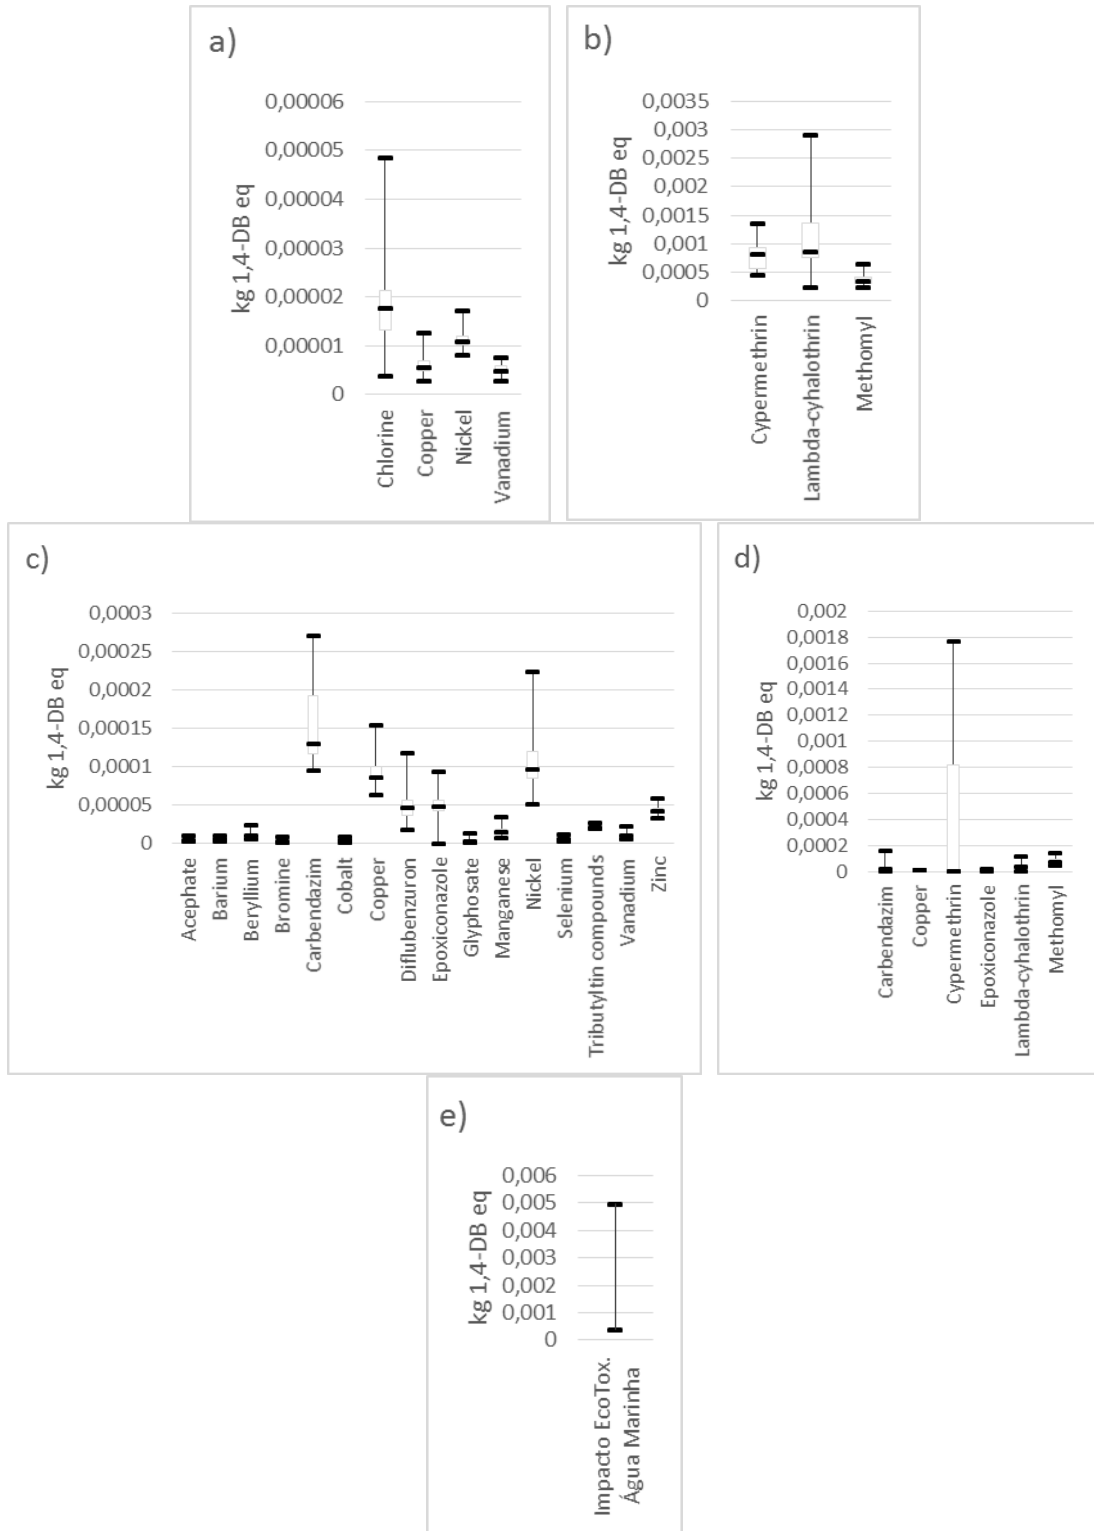 a)
0,00006
0,00005
0,00004
0,00003
0,00002
0,00001
0
kg 1,4-DB eq
Chlorine
Copper
Nickel
Vanadium
b)
0,0035
0,003
0,0025
0,002
0,0015
0,001
0,0005
0
kg 1,4-DB eq
Cypermethrin
Lambda-cyhalothrin
Methomyl
c)
0,0003
0,00025
0,0002
0,00015
0,0001
0,00005
0
kg 1,4-DB eq
Acephate
Barium
Beryllium
Bromine
Carbendazim
Cobalt
Copper
Diflubenzuron
Epoxiconazole
Glyphosate
Manganese
Nickel
Selenium
Tributyltin compounds
Vanadium
Zinc
d)
0,002
0,0018
0,0016
0,0014
0,0012
0,001
0,0008
0,0006
0,0004
0,0002
0
kg 1,4-DB eq
Carbendazim
Copper
Cypermethrin
Epoxiconazole
Lambda-cyhalothrin
Methomyl
e)
0,006
0,005
0,004
0,003
0,002
0,001
0
kg 1,4-DB eq
Impacto EcoTox.
Água Marinha